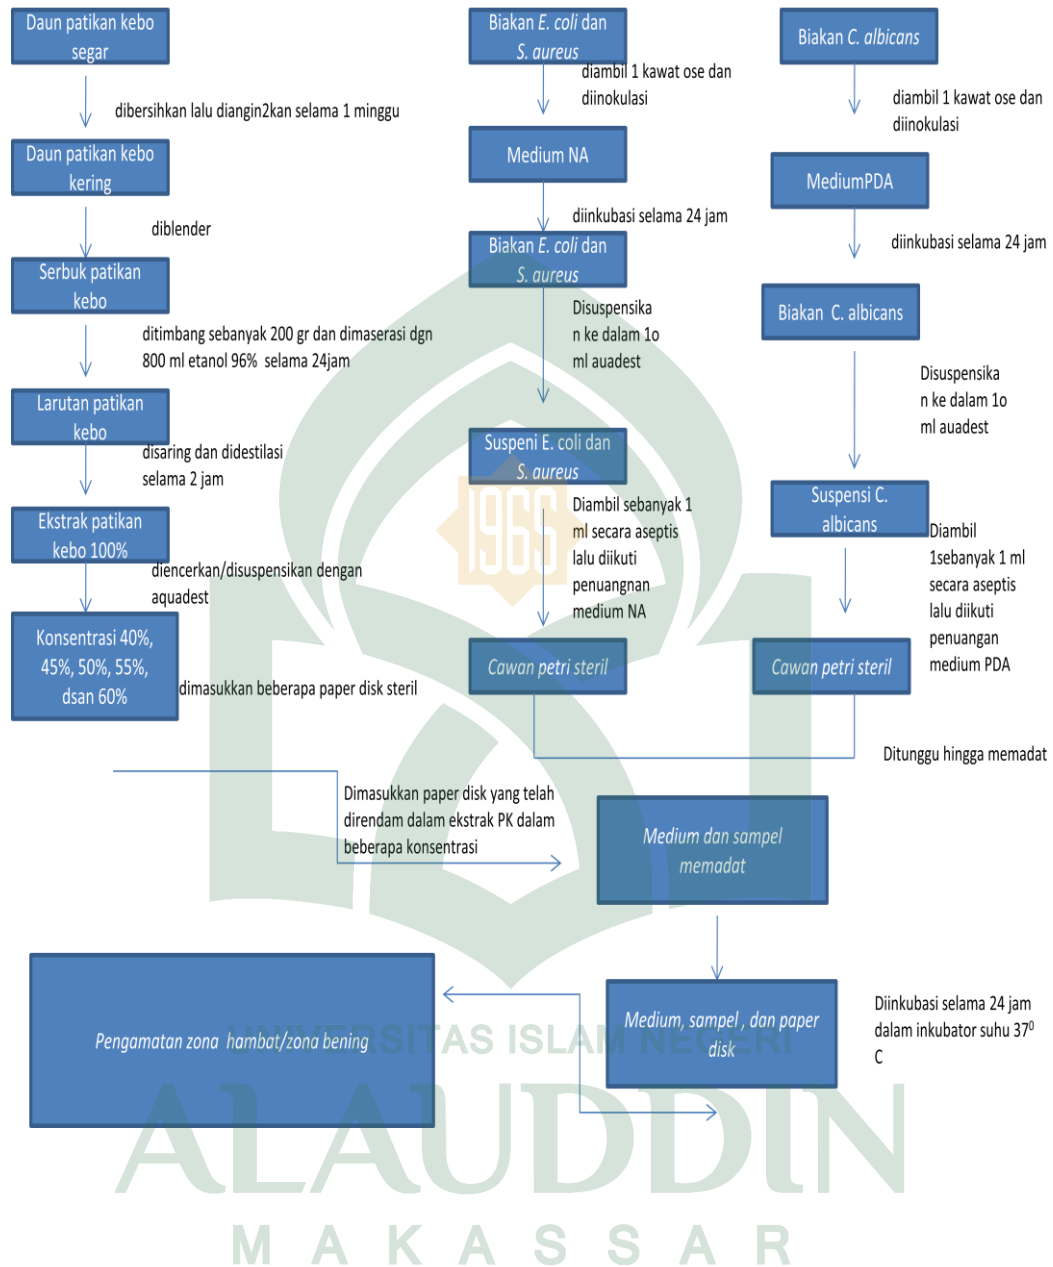 Daun patikan kebo
segar
dibersihkan lalu diangin2kan selama 1 minggu
Daun patikan kebo
kering
diblender
Serbuk patikan
kebo
ditimbang sebanyak 200 gr dan dimaserasi dgn
800 ml etanol 96% selama 24jam
Larutan patikan
kebo
disaring dan didestilasi
selama 2 jam
Ekstrak patikan
kebo 100%
diencerkan/disuspensikan dengan
aquadest
Konsentrasi 40%,
45%, 50%, 55%,
dsan 60%
dimasukkan beberapa paper disk steril
Biakan E. coli dan
S. aureus
diambil 1 kawat ose dan
diinokulasi
Medium NA
diinkubasi selama 24 jam
Biakan E. coli dan
S. aureus
Disuspensika
n ke dalam 1o
ml auadest
Suspeni E. coli dan
S. aureus
Diambil sebanyak 1
ml secara aseptis
lalu diikuti
penuangnan
medium NA
Cawan petri steril
Biakan C. albicans
diambil 1 kawat ose dan
diinokulasi
MediumPDA
diinkubasi selama 24 jam
Biakan C. albicans
Disuspensika
n ke dalam 1o
ml auadest
Suspensi C.
albicans
Diambil
1sebanyak 1 ml
secara aseptis
lalu diikuti
penuangan
medium PDA
Cawan petri steril
Ditunggu hingga memadat
Dimasukkan paper disk yang telah
direndam dalam ekstrak PK dalam
beberapa konsentrasi
Medium dan sampel
memadat
Medium, sampel , dan paper
disk
Diinkubasi selama 24 jam
dalam inkubator suhu 37⁰
C
Pengamatan zona hambat/zona bening
1965
UNIVERSITAS ISLAM NEGERI
ALAUDDIN
MAKASSAR